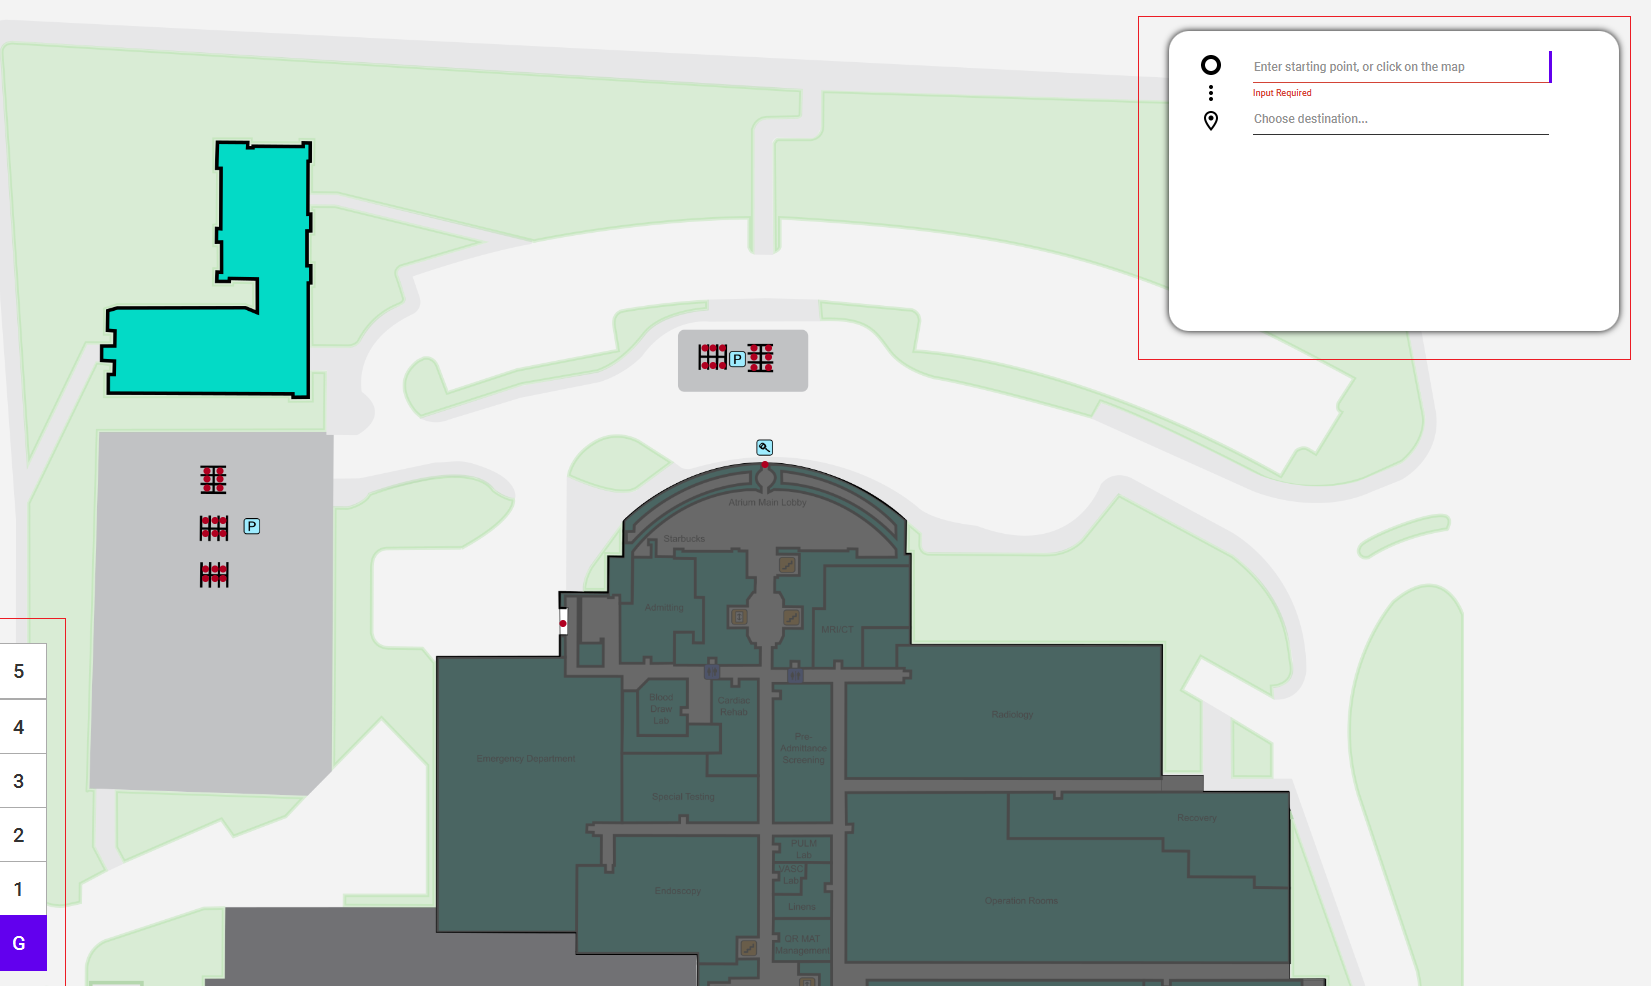 Enter starting point, or click on the map
Input Required
Choose destination...
P
P
Atrium Main Lobby
Starbucks
Admitting
MRI/CT
Blood
Draw
Lab
Cardiac
Rehab
Pre-
Admittance
Screening
Radiology
Emergency Department
Special Testing
Recovery
PULM
Lab
VASC
Lab
Endoscopy
Linens
Operation Rooms
OR MAT
Management
5
4
3
2
1
G